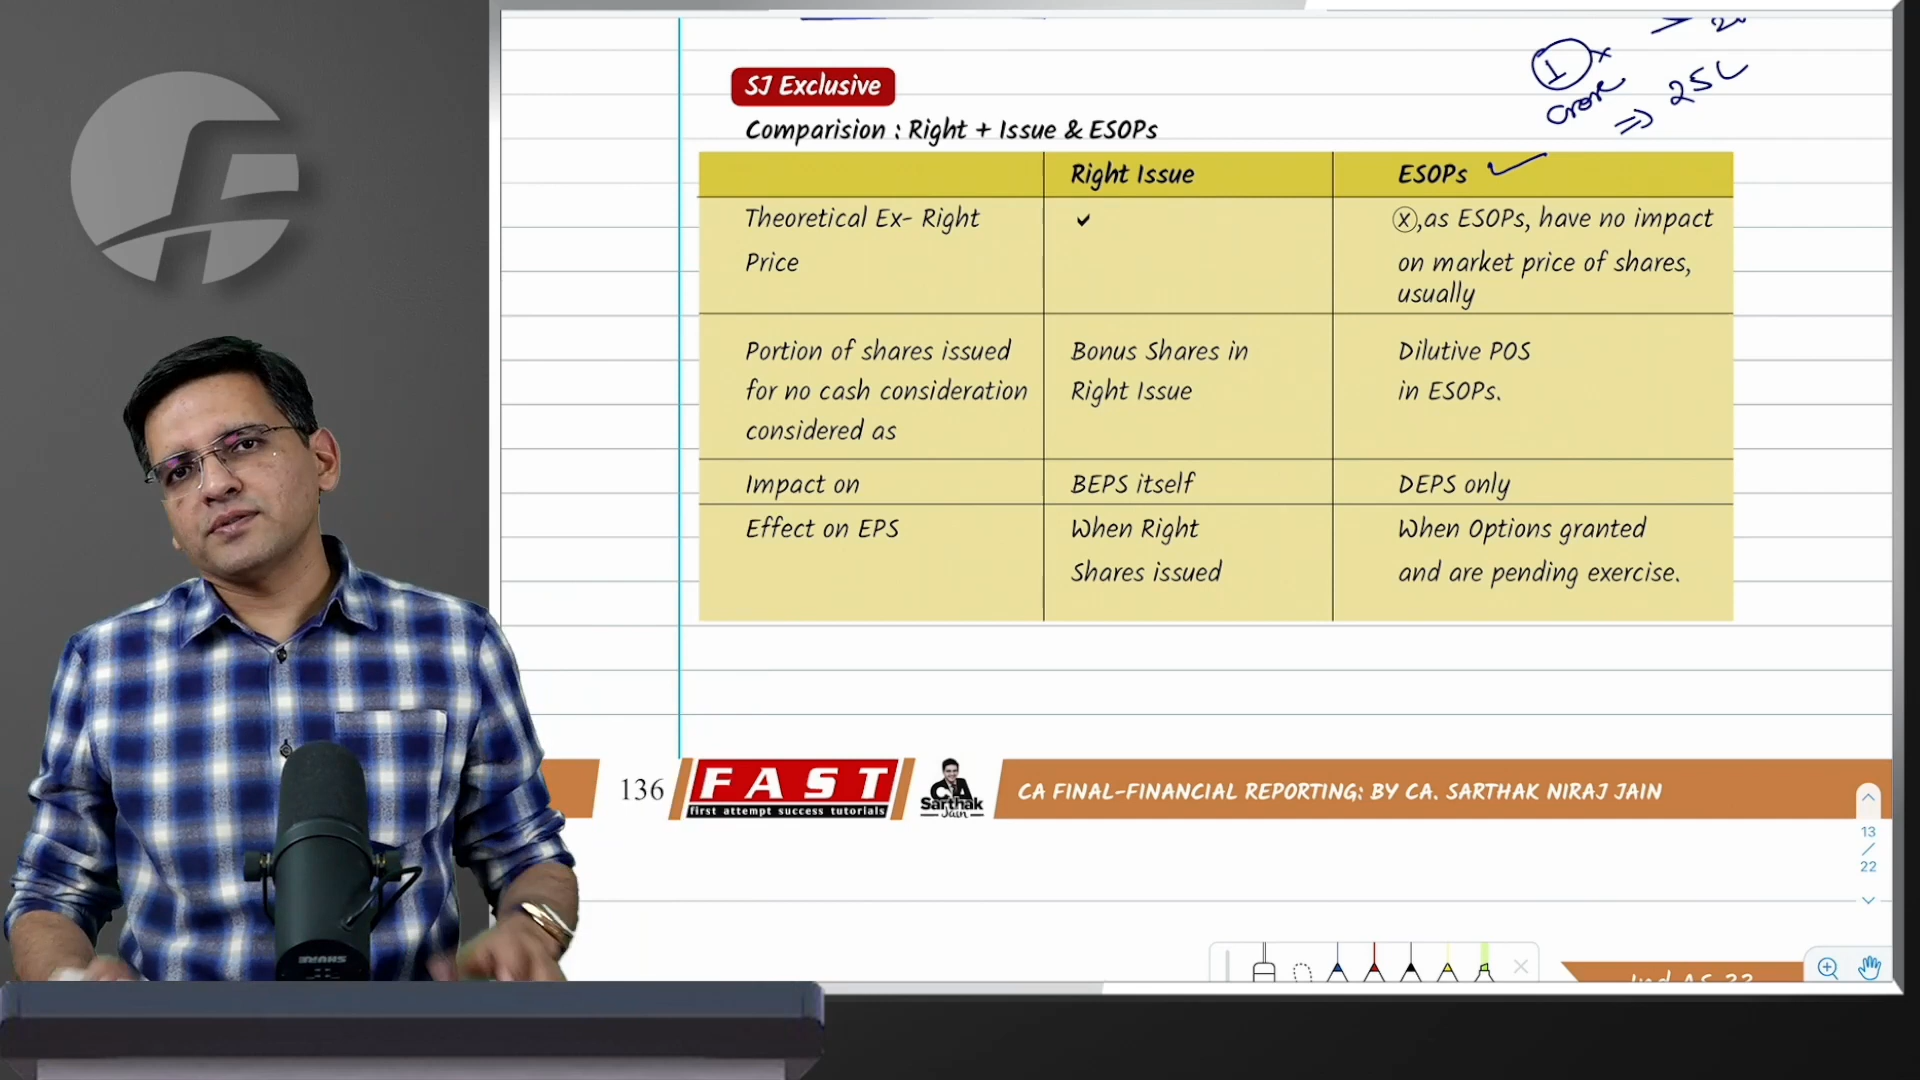 1 x
crore
=> 25L
SJ Exclusive
Comparision : Right + Issue & ESOPs
Right Issue ESOPs
Theoretical Ex- Right Price ✔ ⓧ,as ESOPs, have no impact
on market price of shares,
usually
Portion of shares issued
for no cash consideration
considered as
Bonus Shares in
Right Issue
Dilutive POS
in ESOPs.
Impact on BEPS itself DEPS only
Effect on EPS
When Right
Shares issued
When Options granted
and are pending exercise.
136
FAST
first attempt success tutorials
CA
Sarthak
Jain
CA FINAL-FINANCIAL REPORTING: BY CA. SARTHAK NIRAJ JAIN
13
/
22
SHURE